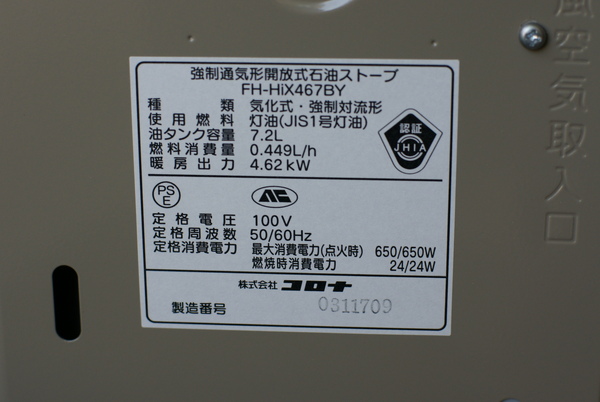 強制通気形開放式石油ストーブ
FH-HiX467BY
種類 気化式・強制対流形
使用燃料 灯油(JIS1号灯油)
油タンク容量 7.2L
燃料消費量 0.449L/h
暖房出力 4.62kW
認証
JHIA
PS
E
定格電圧 100V
定格周波数 50/60Hz
定格消費電力 最大消費電力(点火時) 650/650W
燃焼時消費電力 24/24W
株式会社 コロナ
製造番号 0311709
風空気取入口